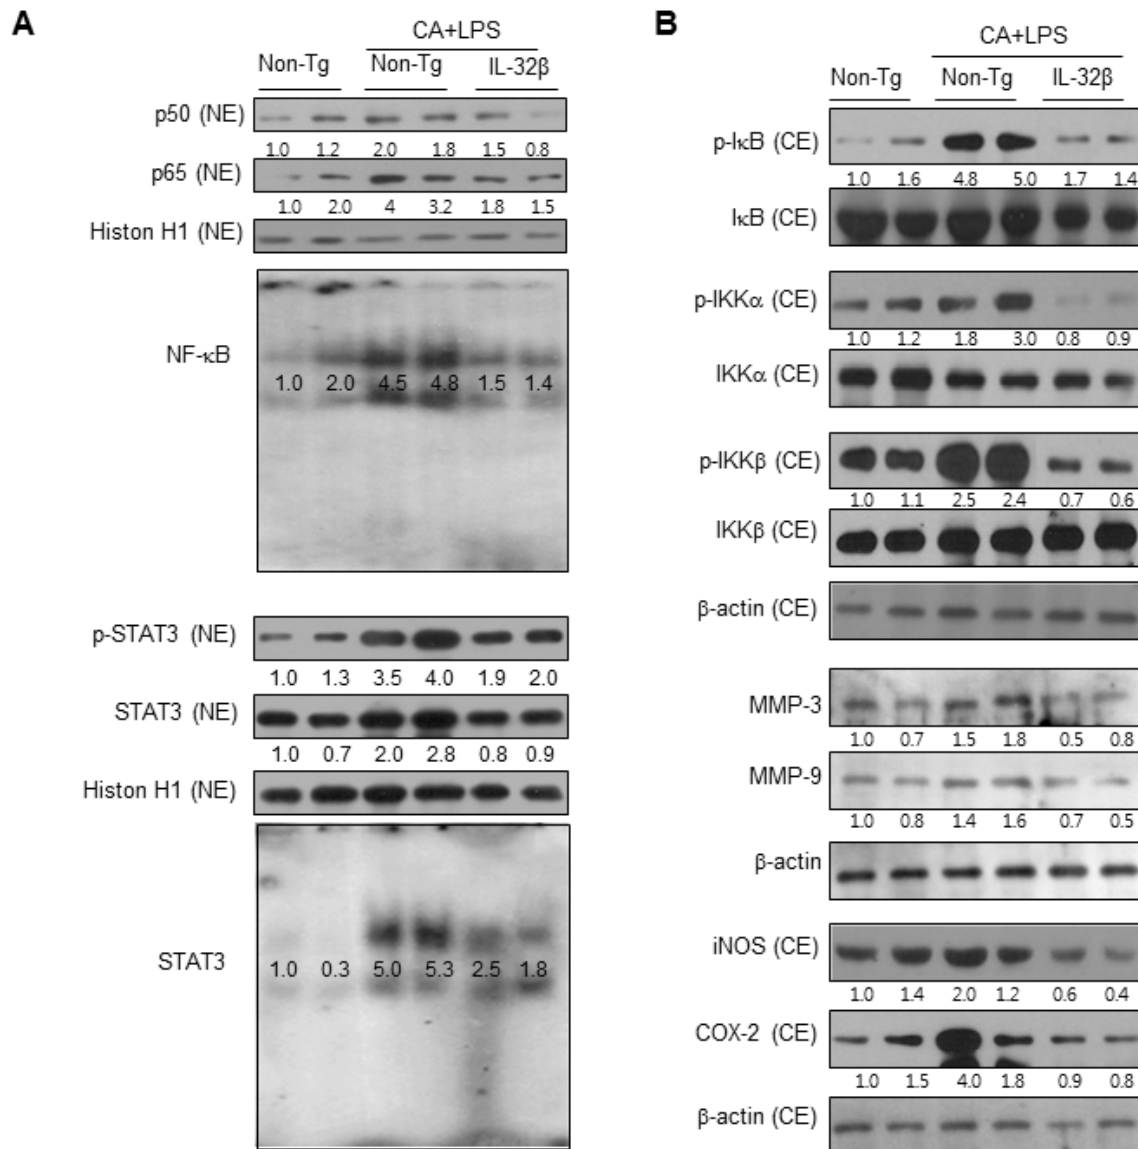 A
CA+LPS
Non-Tg Non-Tg IL-32β
p50 (NE)
1.0 1.2 2.0 1.8 1.5 0.8
p65 (NE)
1.0 2.0 4 3.2 1.8 1.5
Histon H1 (NE)
NF-κB
1.0 2.0 4.5 4.8 1.5 1.4
p-STAT3 (NE)
1.0 1.3 3.5 4.0 1.9 2.0
STAT3 (NE)
1.0 0.7 2.0 2.8 0.8 0.9
Histon H1 (NE)
STAT3
1.0 0.3 5.0 5.3 2.5 1.8
B
CA+LPS
Non-Tg Non-Tg IL-32β
p-IκB (CE)
1.0 1.6 4.8 5.0 1.7 1.4
IκB (CE)
p-IKKα (CE)
1.0 1.2 1.8 3.0 0.8 0.9
IKKα (CE)
p-IKKβ (CE)
1.0 1.1 2.5 2.4 0.7 0.6
IKKβ (CE)
β-actin (CE)
MMP-3
1.0 0.7 1.5 1.8 0.5 0.8
MMP-9
1.0 0.8 1.4 1.6 0.7 0.5
β-actin
iNOS (CE)
1.0 1.4 2.0 1.2 0.6 0.4
COX-2 (CE)
1.0 1.5 4.0 1.8 0.9 0.8
β-actin (CE)